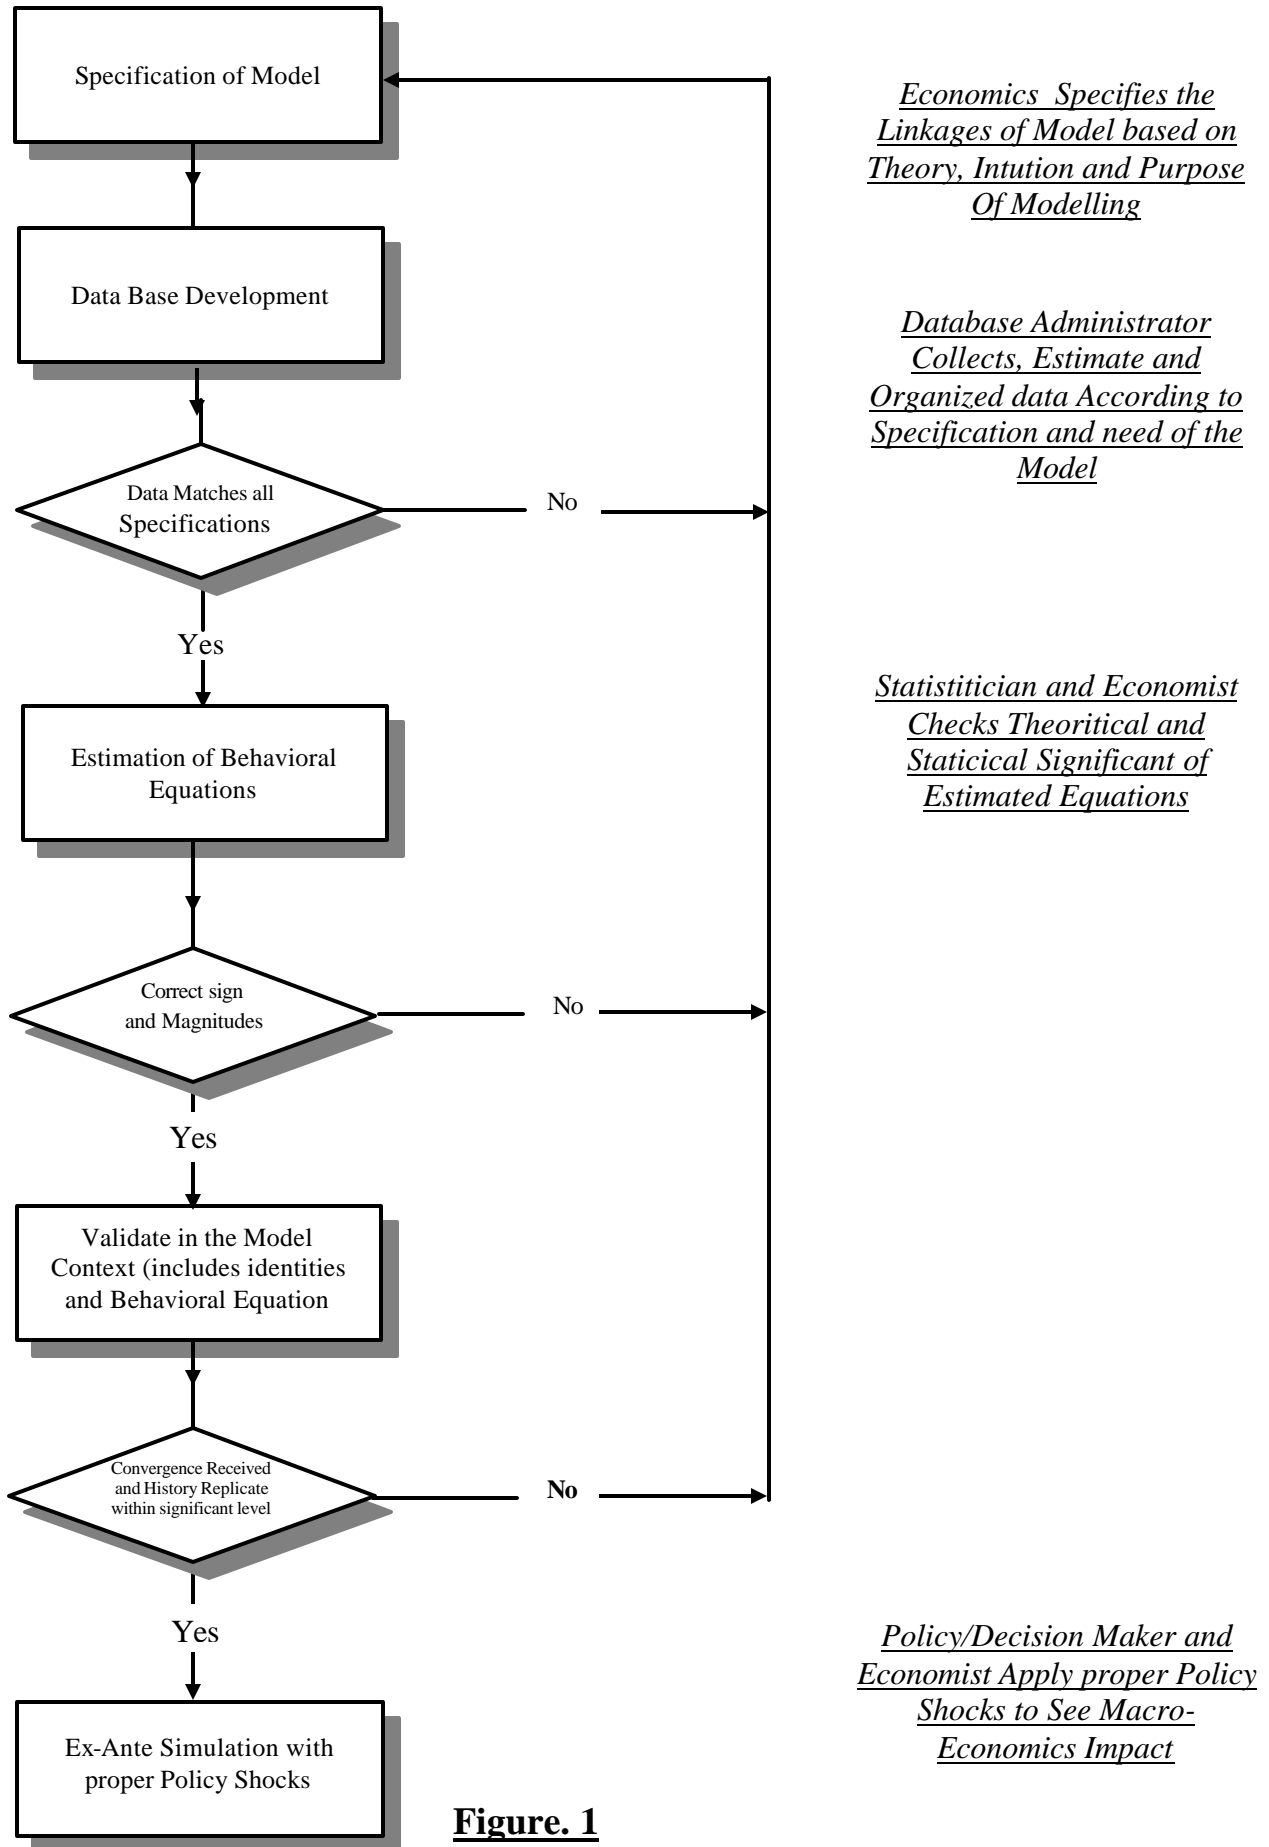 Specification of Model
Economics Specifies the
Linkages of Model based on
Theory, Intution and Purpose
Of Modelling
Data Base Development
Database Administrator
Collects, Estimate and
Organized data According to
Specification and need of the
Model
Data Matches all
Specifications
No
Yes
Estimation of Behavioral
Equations
Statistitician and Economist
Checks Theoritical and
Staticical Significant of
Estimated Equations
Correct sign
and Magnitudes
No
Yes
Validate in the Model
Context (includes identities
and Behavioral Equation
Convergence Received
and History Replicate
within significant level
No
Yes
Policy/Decision Maker and
Economist Apply proper Policy
Shocks to See Macro-
Economics Impact
Ex-Ante Simulation with
proper Policy Shocks
Figure. 1